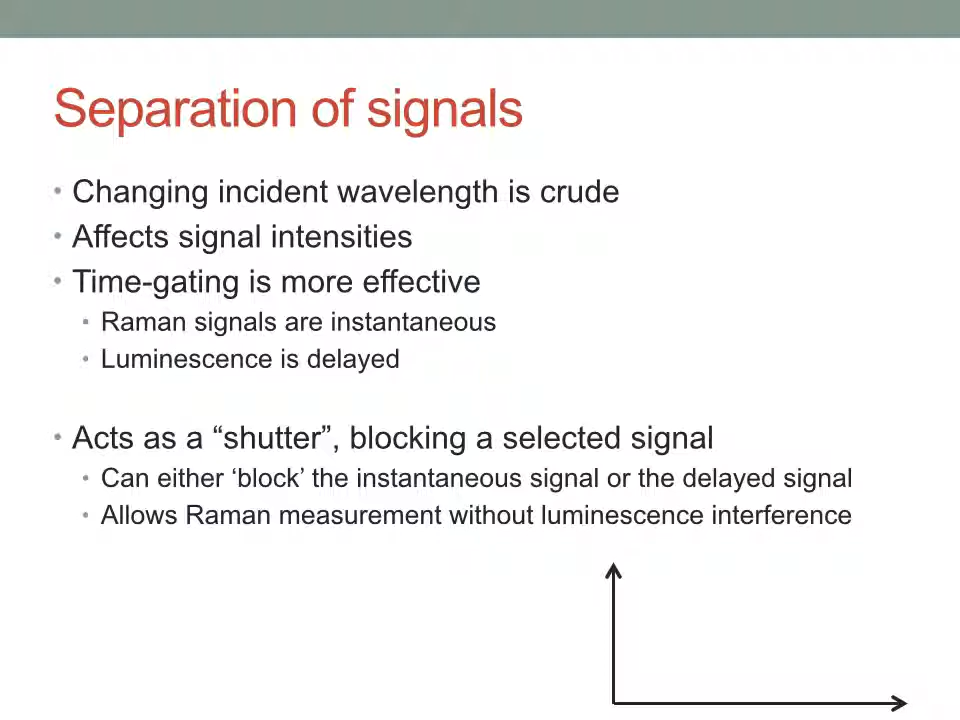 Separation of signals
• Changing incident wavelength is crude
• Affects signal intensities
• Time-gating is more effective
• Raman signals are instantaneous
• Luminescence is delayed
• Acts as a “shutter”, blocking a selected signal
• Can either ‘block’ the instantaneous signal or the delayed signal
• Allows Raman measurement without luminescence interference